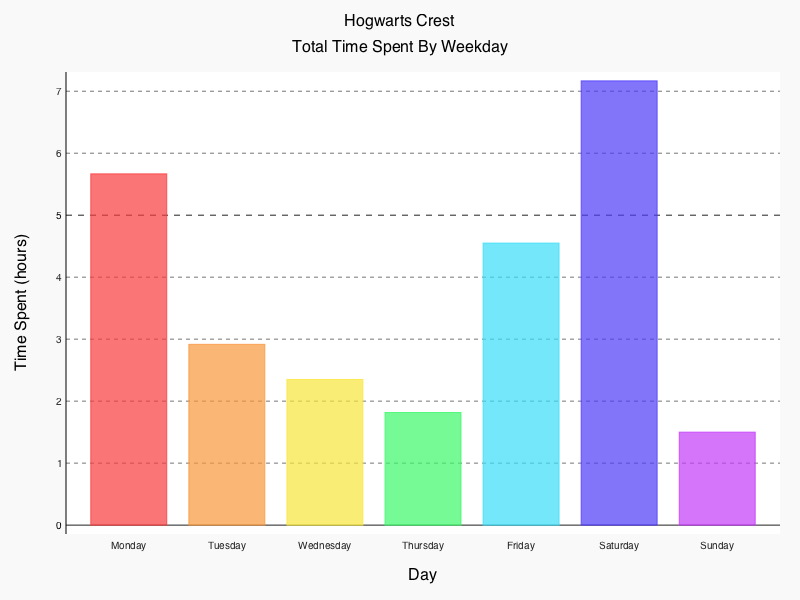 Hogwarts Crest
Total Time Spent By Weekday
Time Spent (hours)
7
6
5
4
3
2
1
0
Monday Tuesday Wednesday Thursday Friday Saturday Sunday
Day